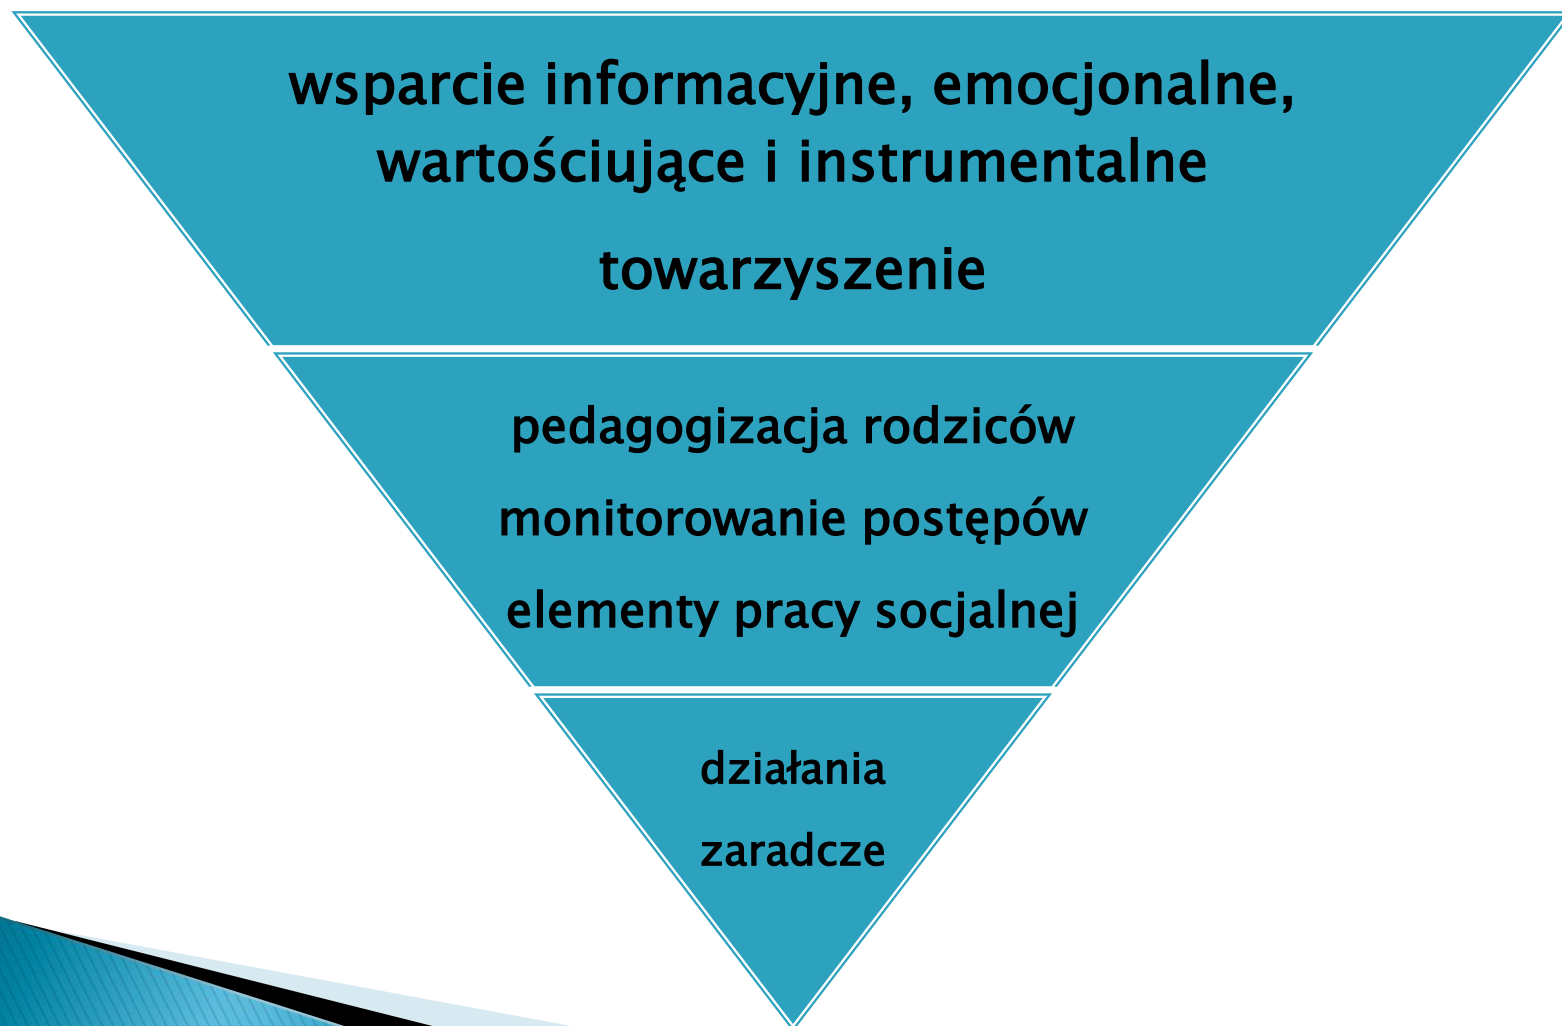 wsparcie informacyjne, emocjonalne,
wartościujące i instrumentalne
towarzyszenie
pedagogizacja rodziców
monitorowanie postępów
elementy pracy socjalnej
działania
zaradcze